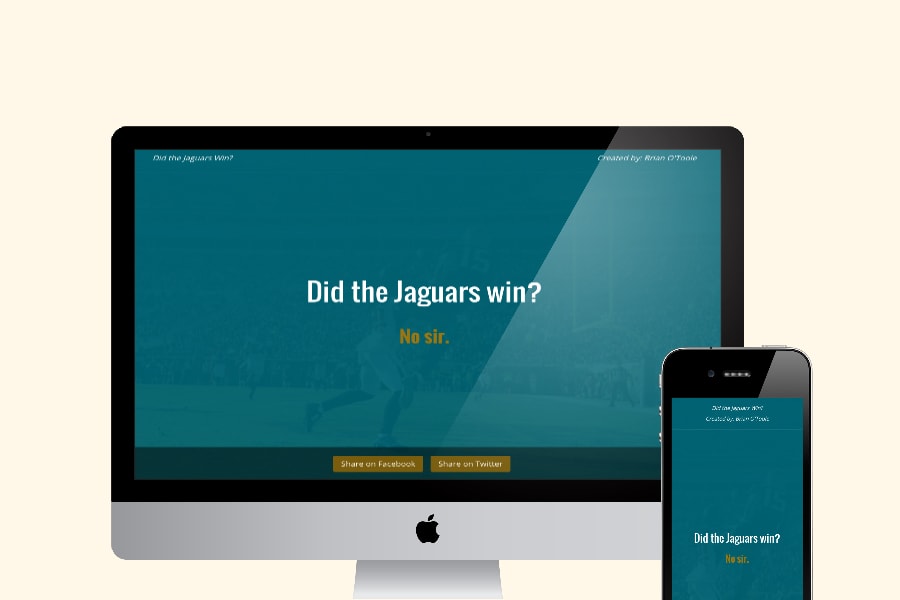 Did the Jaguars Win?
Created by: Brian O'Toole
Did the Jaguars win?
No sir.
Share on Facebook
Share on Twitter
Did the Jaguars Win?
Created by: Brian O'Toole
Did the Jaguars win?
No sir.